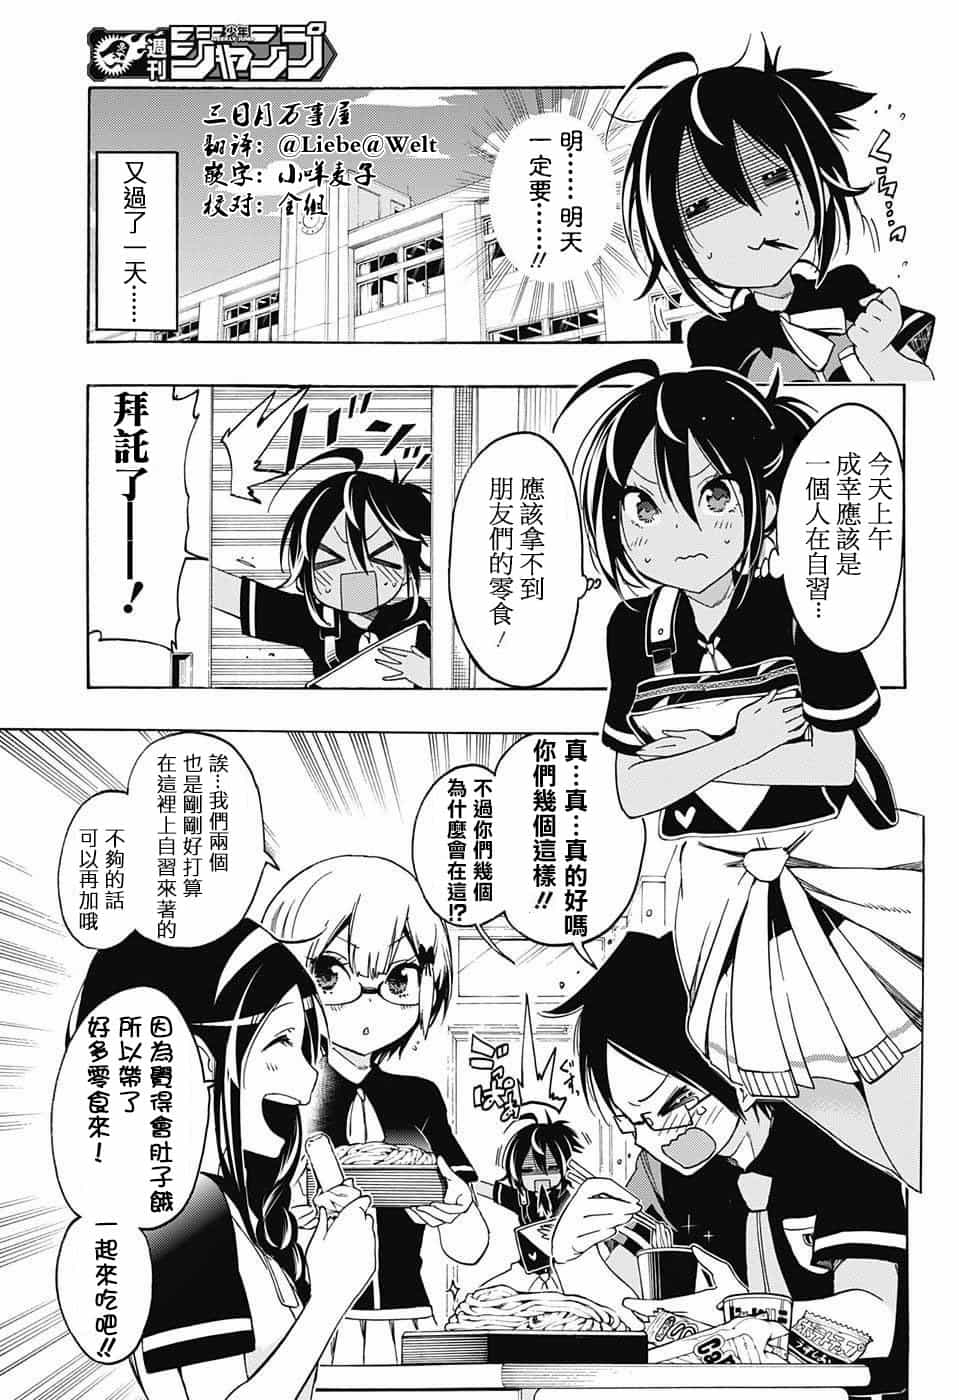 週刊
少年
ジャンプ
三日月万事屋
翻译：@Liebe@Welt
嵌字：小咩麦子
校对：全组
明……明天
一定要……!!
又過了一天……
今天上午
成幸應該是
一個人在自習…
應該拿不到
朋友們的零食！
拜託了——！
真…真…真的好嗎
你們幾個這樣!!
不過你們幾個
為什麼會在這!?
誒…我們兩個
也是剛剛好打算
在這裡上自習來著的
不夠的話
可以再加哦
因為覺得會肚子餓
所以帶了
好多零食來！
一起來吃吧!!